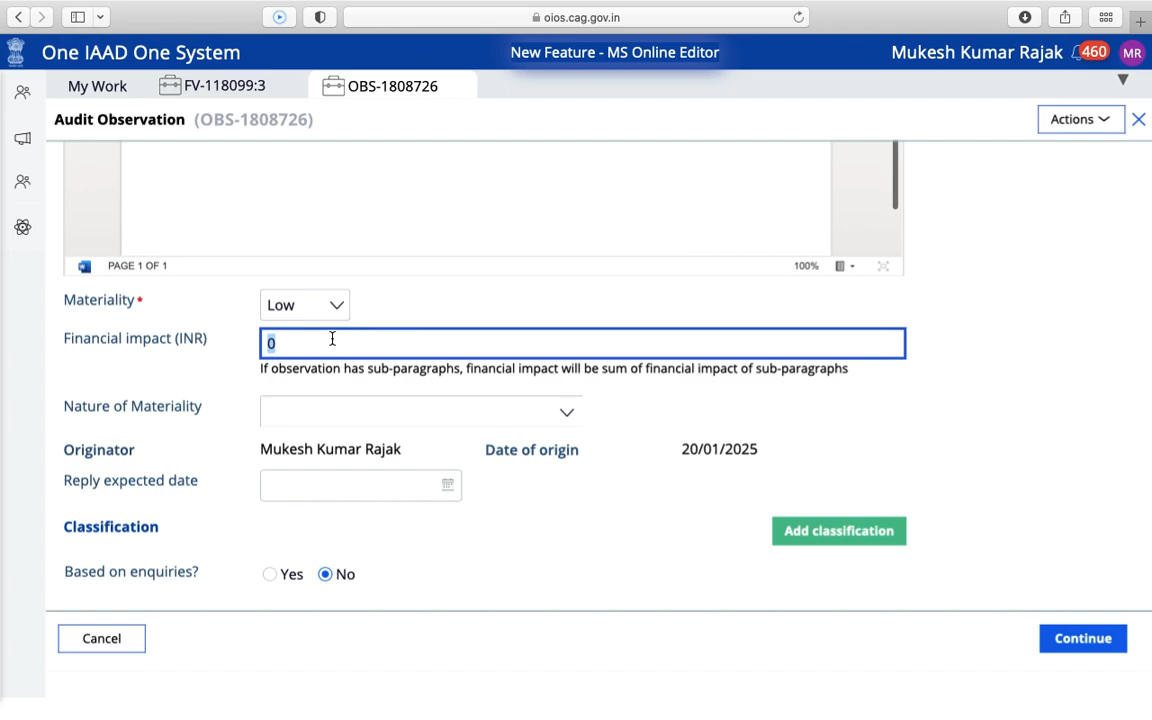 oios.cag.gov.in
One IAAD One System
New Feature - MS Online Editor
Mukesh Kumar Rajak
460
MR
My Work
FV-118099:3
OBS-1808726
Audit Observation (OBS-1808726)
Actions
PAGE 1 OF 1
100%
Materiality *
Low
Financial impact (INR)
0
If observation has sub-paragraphs, financial impact will be sum of financial impact of sub-paragraphs
Nature of Materiality
Originator
Mukesh Kumar Rajak
Date of origin
20/01/2025
Reply expected date
Classification
Add classification
Based on enquiries?
Yes
No
Cancel
Continue